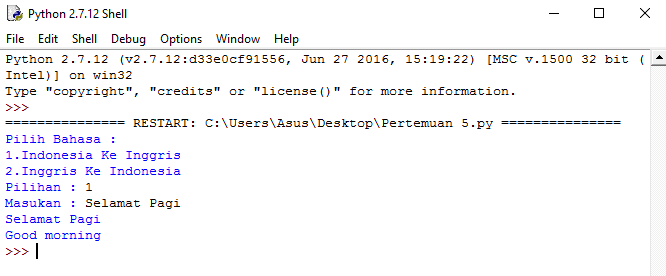 Python 2.7.12 Shell
File Edit Shell Debug Options Window Help
Python 2.7.12 (v2.7.12:d33e0cf91556, Jun 27 2016, 15:19:22) [MSC v.1500 32 bit (
Intel)] on win32
Type "copyright", "credits" or "license()" for more information.
>>>
=============== RESTART: C:\Users\Asus\Desktop\Pertemuan 5.py ===============
Pilih Bahasa :
1.Indonesia Ke Inggris
2.Inggris Ke Indonesia
Pilihan : 1
Masukan : Selamat Pagi
Selamat Pagi
Good morning
>>>